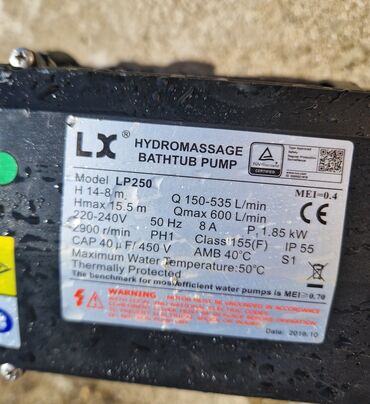 LX ®
HYDROMASSAGE
BATHTUB PUMP
MEI=0.4
Model LP250
H 14-8 m
Q 150-535 L/min
CE
Hmax 15.5 m
Qmax 600 L/min
220-240V 50 Hz 8 A P₁ 1.85 kW
2900 r/min PH1 Class 155(F) IP 55
CAP 40 μF/ 450 V AMB 40°C S1
Maximum Water Temperature:50°C
Thermally Protected
The benchmark for most efficient water pumps is MEI≥0.70
Date: 2018.10